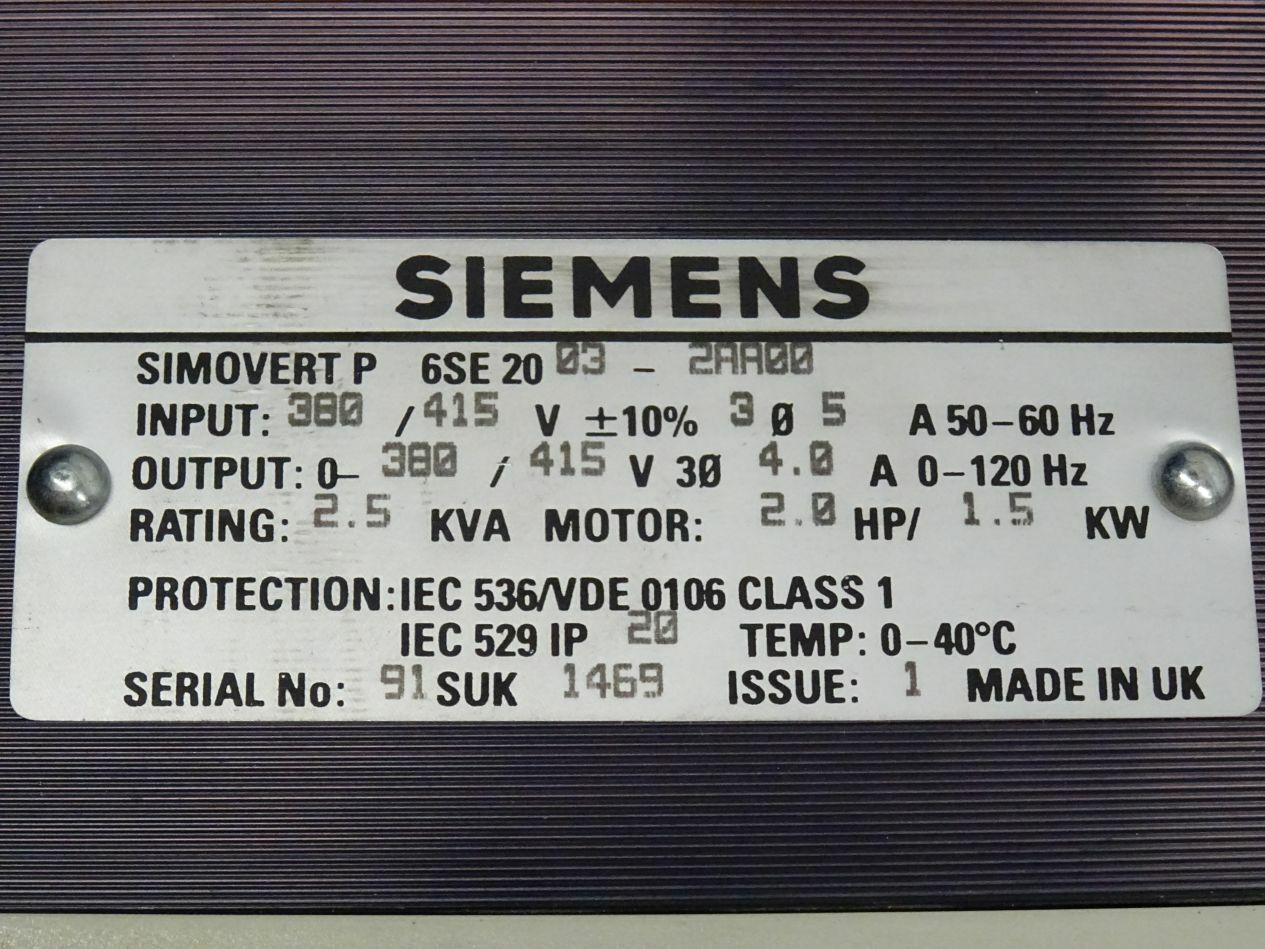 SIEMENS
SIMOVERT P 6SE 20 03 - 2AA00
INPUT: 380 / 415 V ±10% 3 Ø 5 A 50-60 Hz
OUTPUT: 0- 380 / 415 V 3Ø 4.0 A 0-120 Hz
RATING: 2.5 KVA MOTOR: 2.0 HP/ 1.5 KW
PROTECTION: IEC 536/VDE 0106 CLASS 1
IEC 529 IP 20 TEMP: 0-40°C
SERIAL No: 91 SUK 1469 ISSUE: 1 MADE IN UK